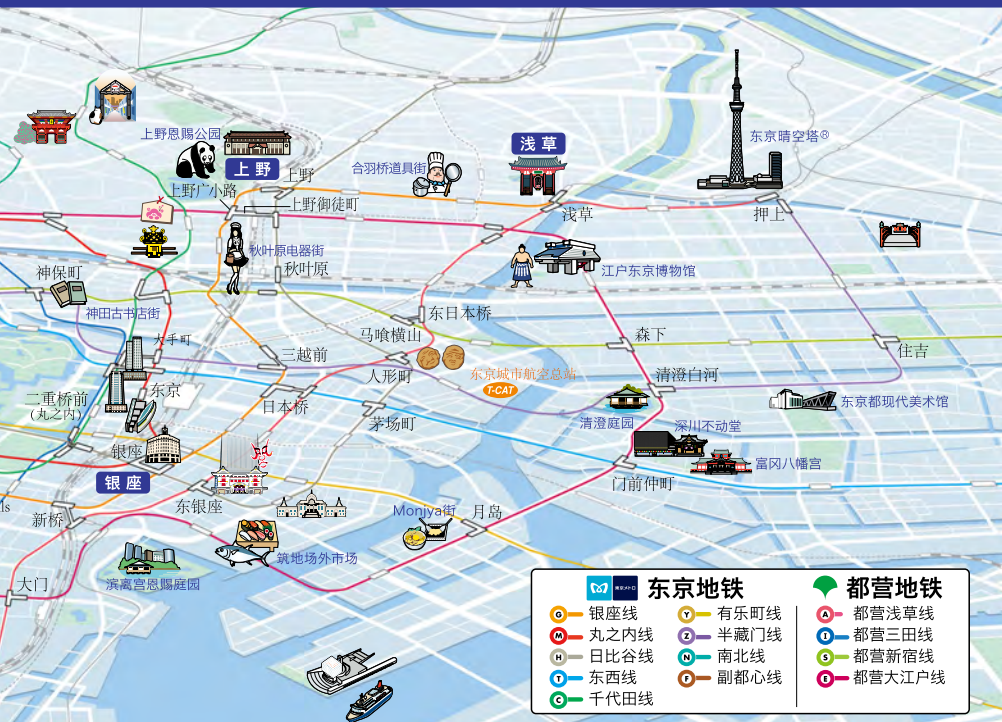 上野恩赐公园
上野
上野
上野广小路
上野御徒町
合羽桥道具街
浅草
浅草
东京晴空塔®
押上
秋叶原电器街
秋叶原
江户东京博物馆
神保町
神田古书店街
大手町
三越前
马喰横山
东日本桥
森下
住吉
人形町
东京城市航空总站
T-CAT
清澄白河
二重桥前
(丸之内)
东京
日本桥
茅场町
清澄庭园
深川不动堂
东京都现代美术馆
富冈八幡宫
门前仲町
银座
银座
东银座
新桥
Monjya街
月岛
筑地场外市场
滨离宫恩赐庭园
大门
东京メトロ
东京地铁
都营地铁
G 银座线
Y 有乐町线
A 都营浅草线
M 丸之内线
Z 半藏门线
I 都营三田线
H 日比谷线
N 南北线
S 都营新宿线
T 东西线
F 副都心线
E 都营大江户线
C 千代田线